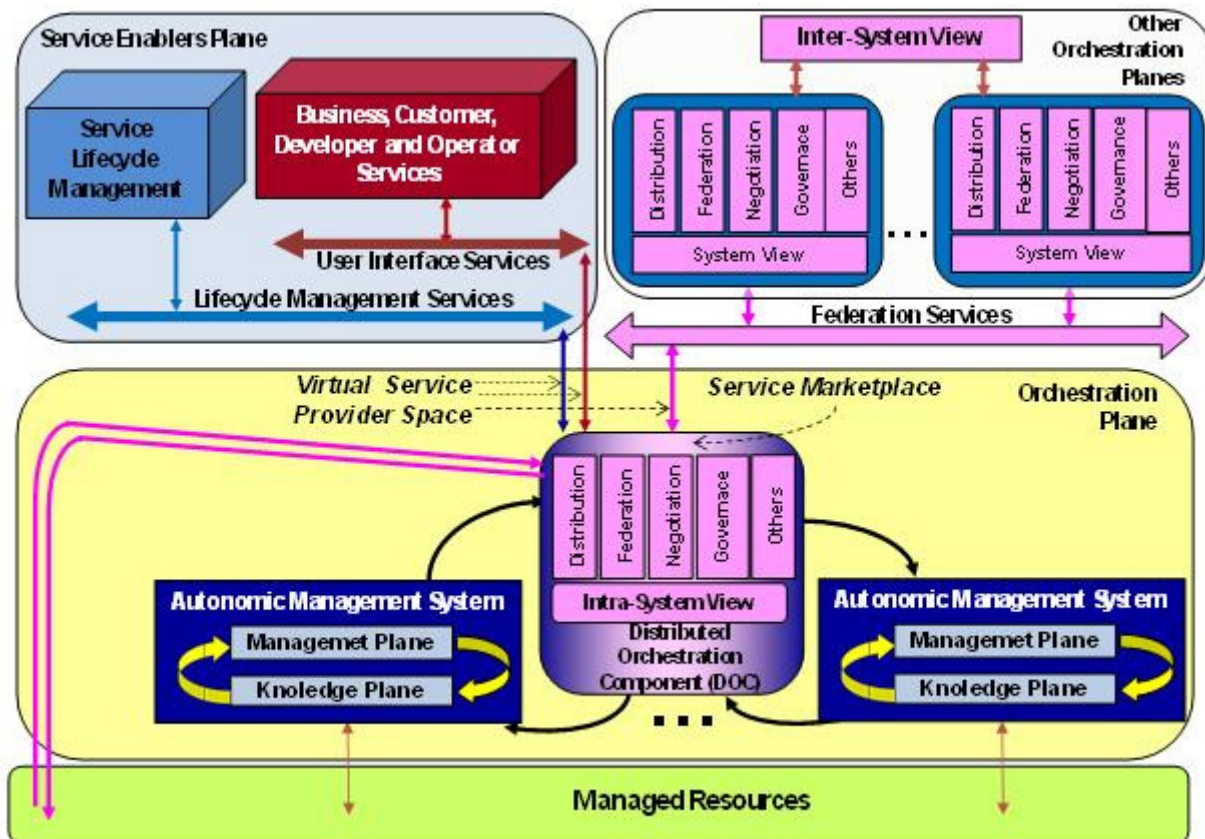 Service Enablers Plane
Service
Lifecycle
Management
Business, Customer,
Developer and Operator
Services
User Interface Services
Lifecycle Management Services
Inter-System View
Other
Orchestration
Planes
Distribution
Federation
Negotiation
Governace
Others
System View
...
Distribution
Federation
Negotiation
Governance
Others
System View
Federation Services
Virtual Service
Provider Space
Service Marketplace
Orchestration
Plane
Distribution
Federation
Negotiation
Governace
Others
Intra-System View
Distributed
Orchestration
Component (DOC)
...
Autonomic Management System
Managemet Plane
Knoledge Plane
Autonomic Management System
Managemet Plane
Knoledge Plane
Managed Resources